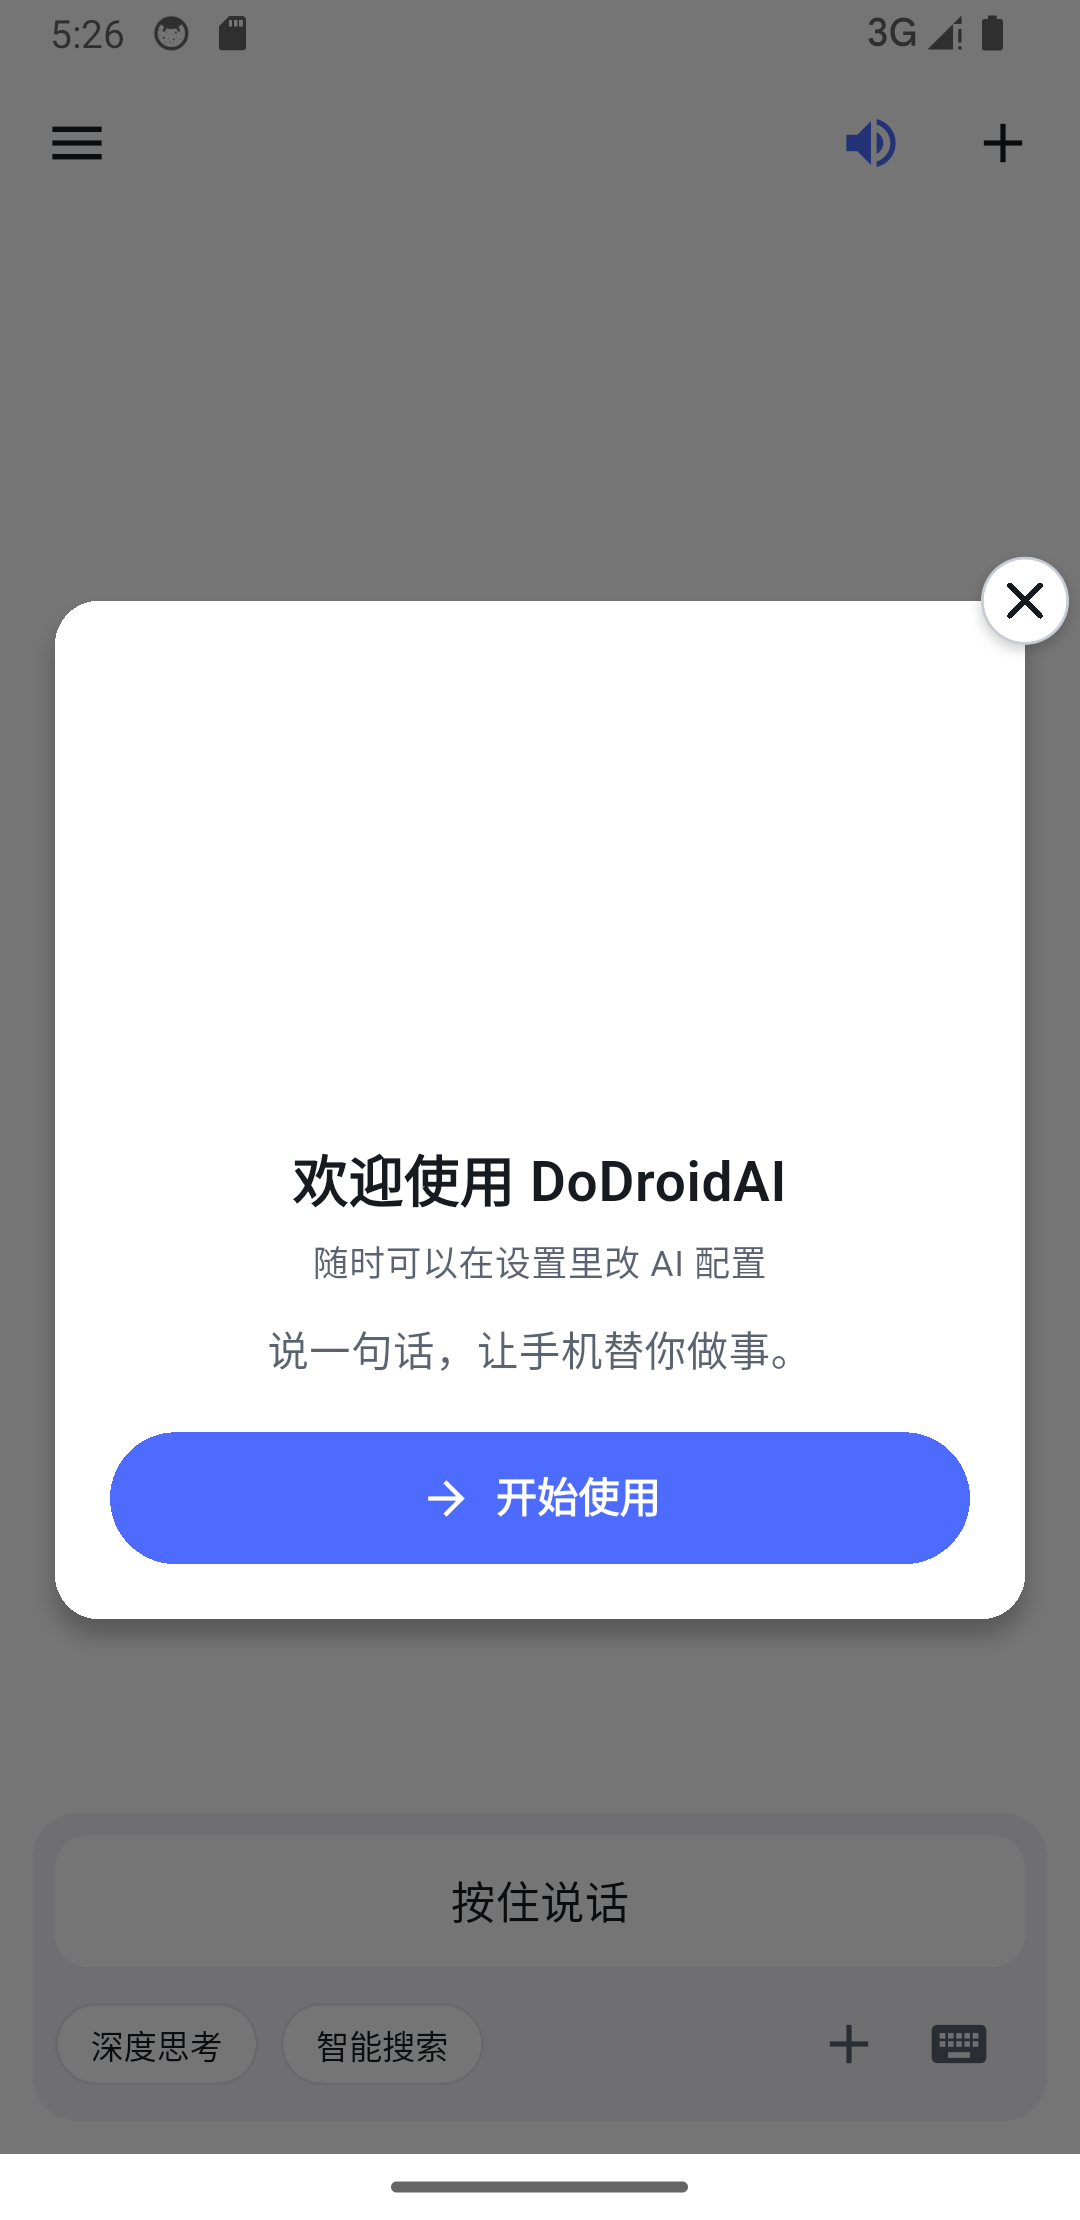 5:26
3G
欢迎使用 DoDroidAI
随时可以在设置里改 AI 配置
说一句话，让手机替你做事。
开始使用
按住说话
深度思考 智能搜索